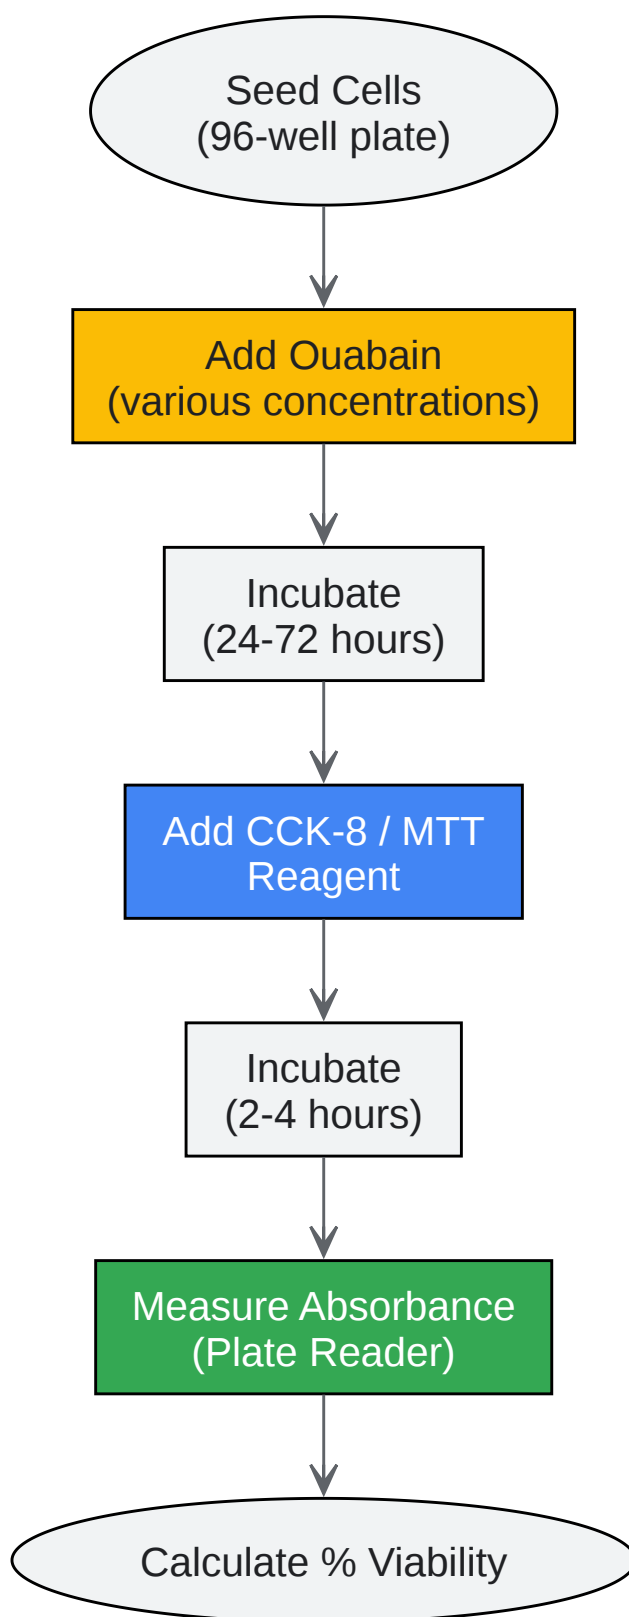 Seed Cells
(96-well plate)
Add Ouabain
(various concentrations)
Incubate
(24-72 hours)
Add CCK-8 / MTT
Reagent
Incubate
(2-4 hours)
Measure Absorbance
(Plate Reader)
Calculate % Viability